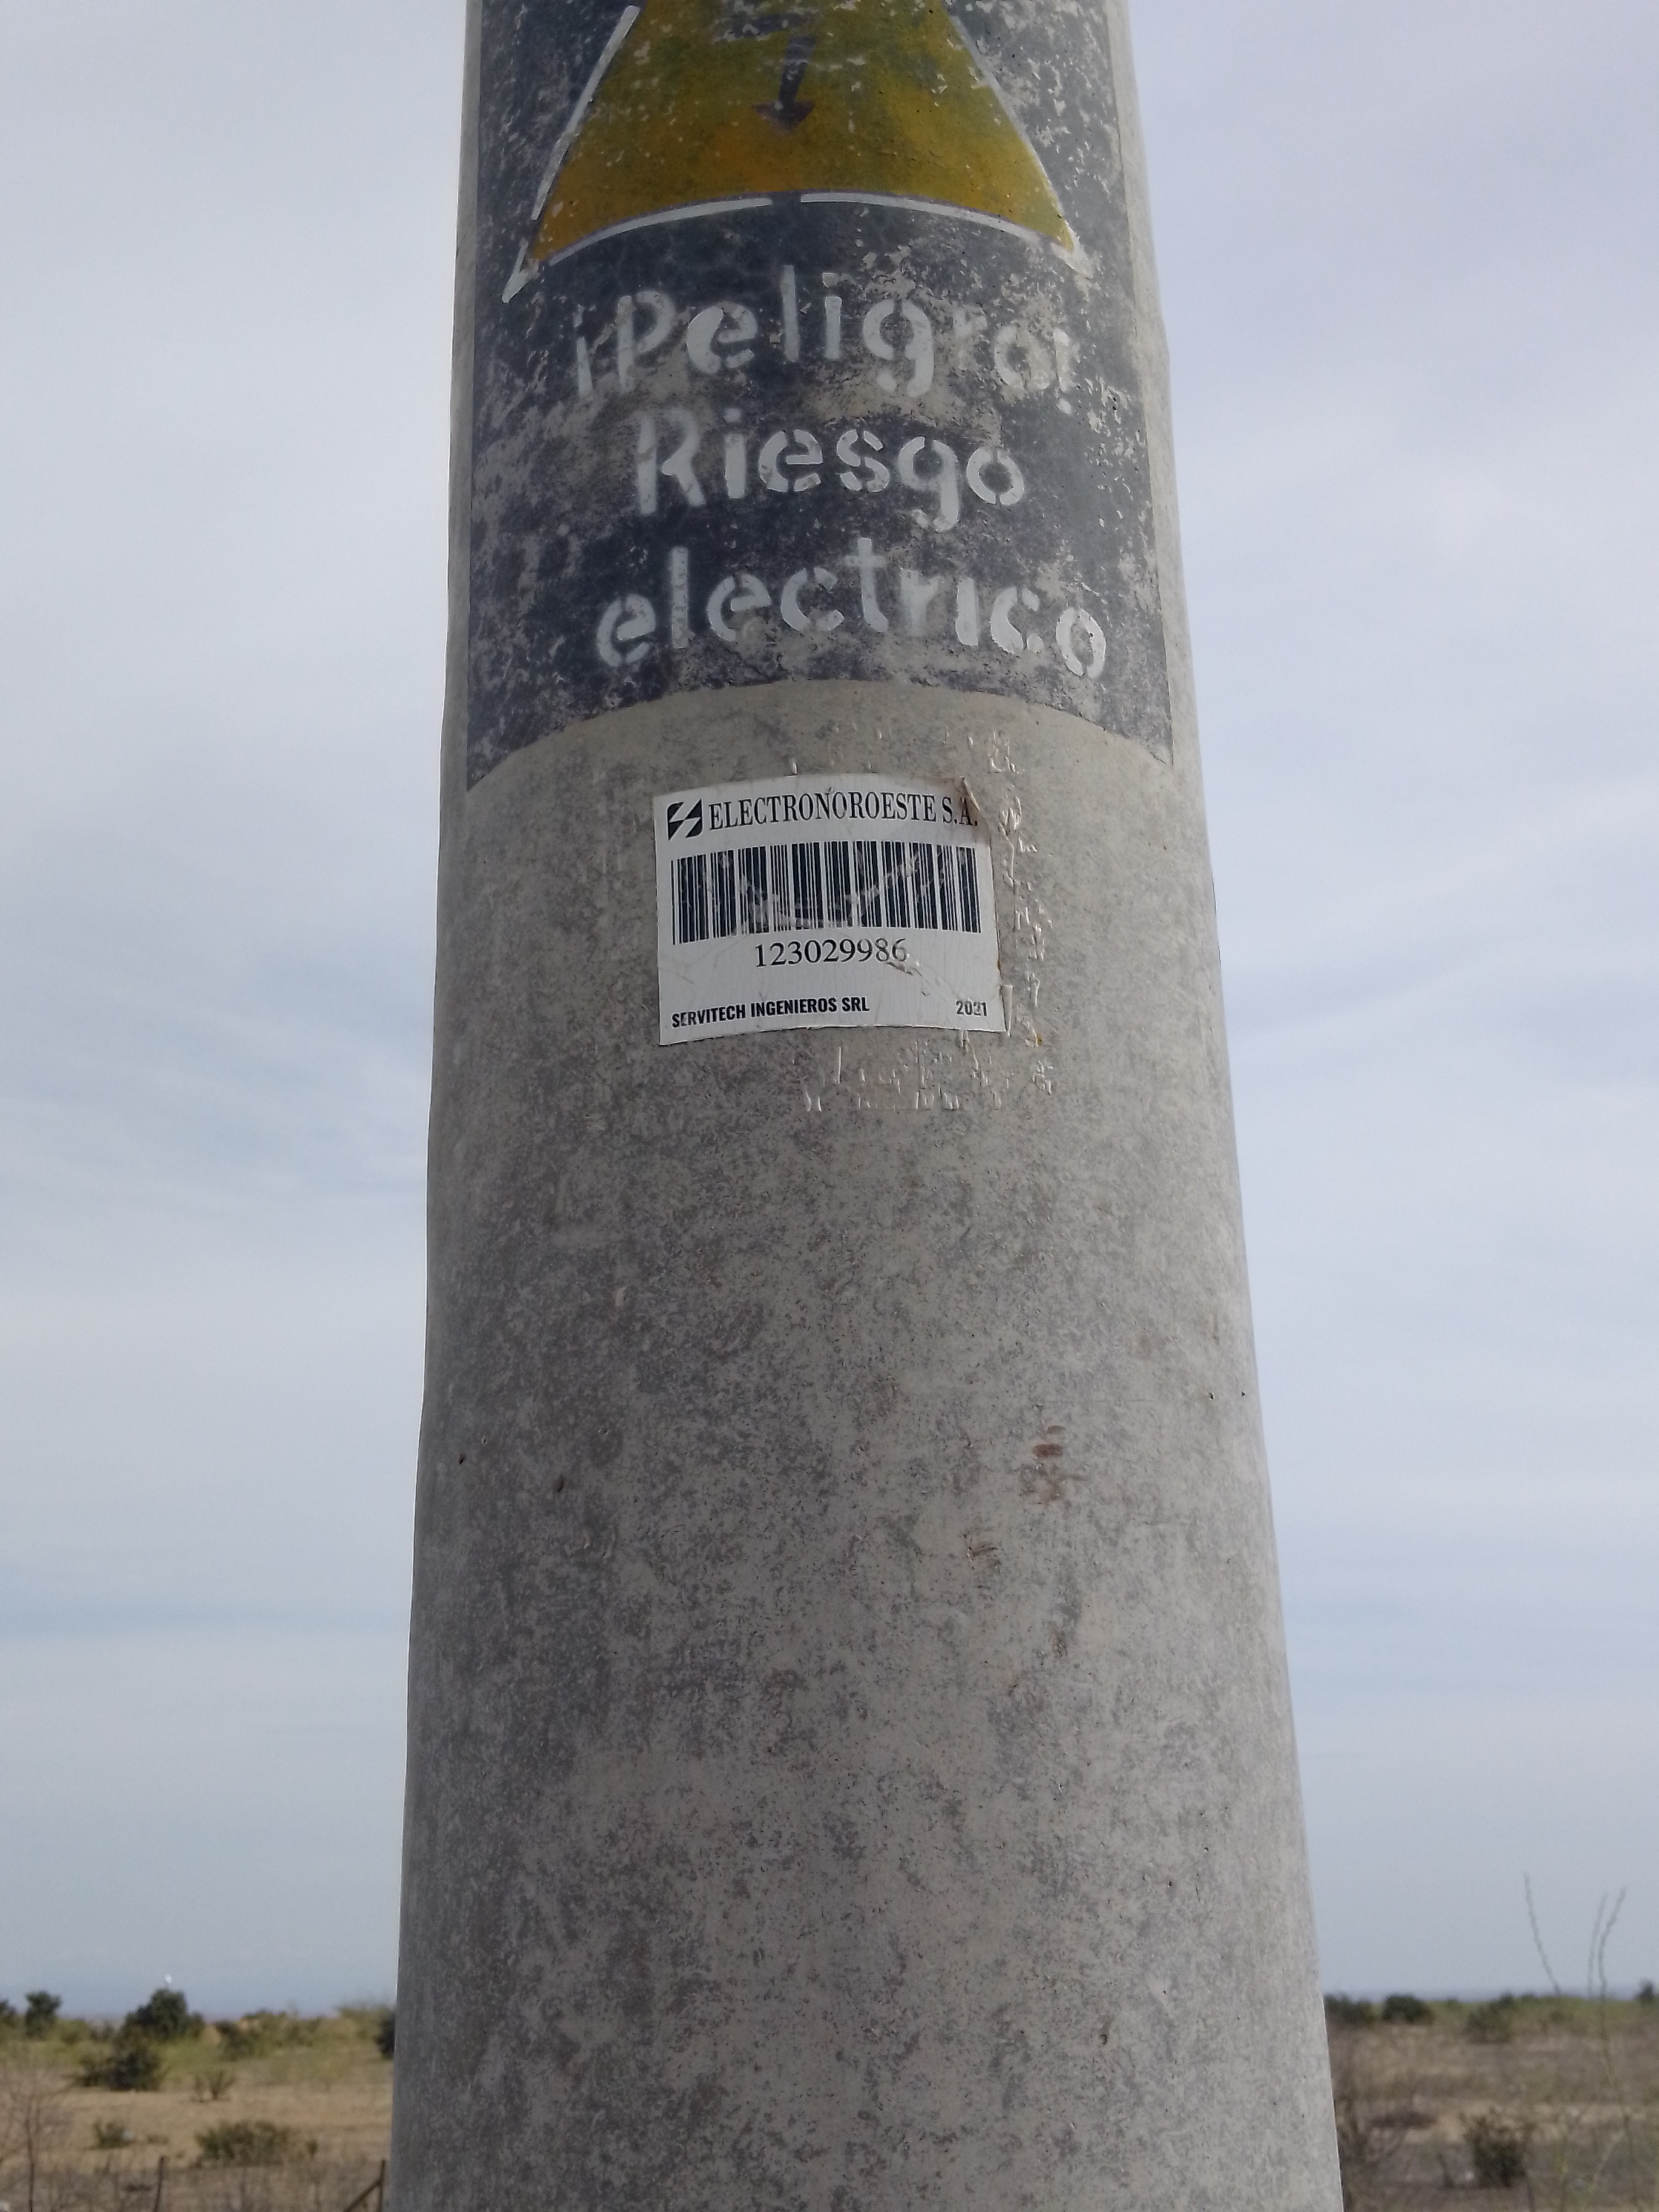 ¡Peligro!
Riesgo
electrico
ELECTRONOROESTE S.A.
123029986
SERVITECH INGENIEROS SRL 2021